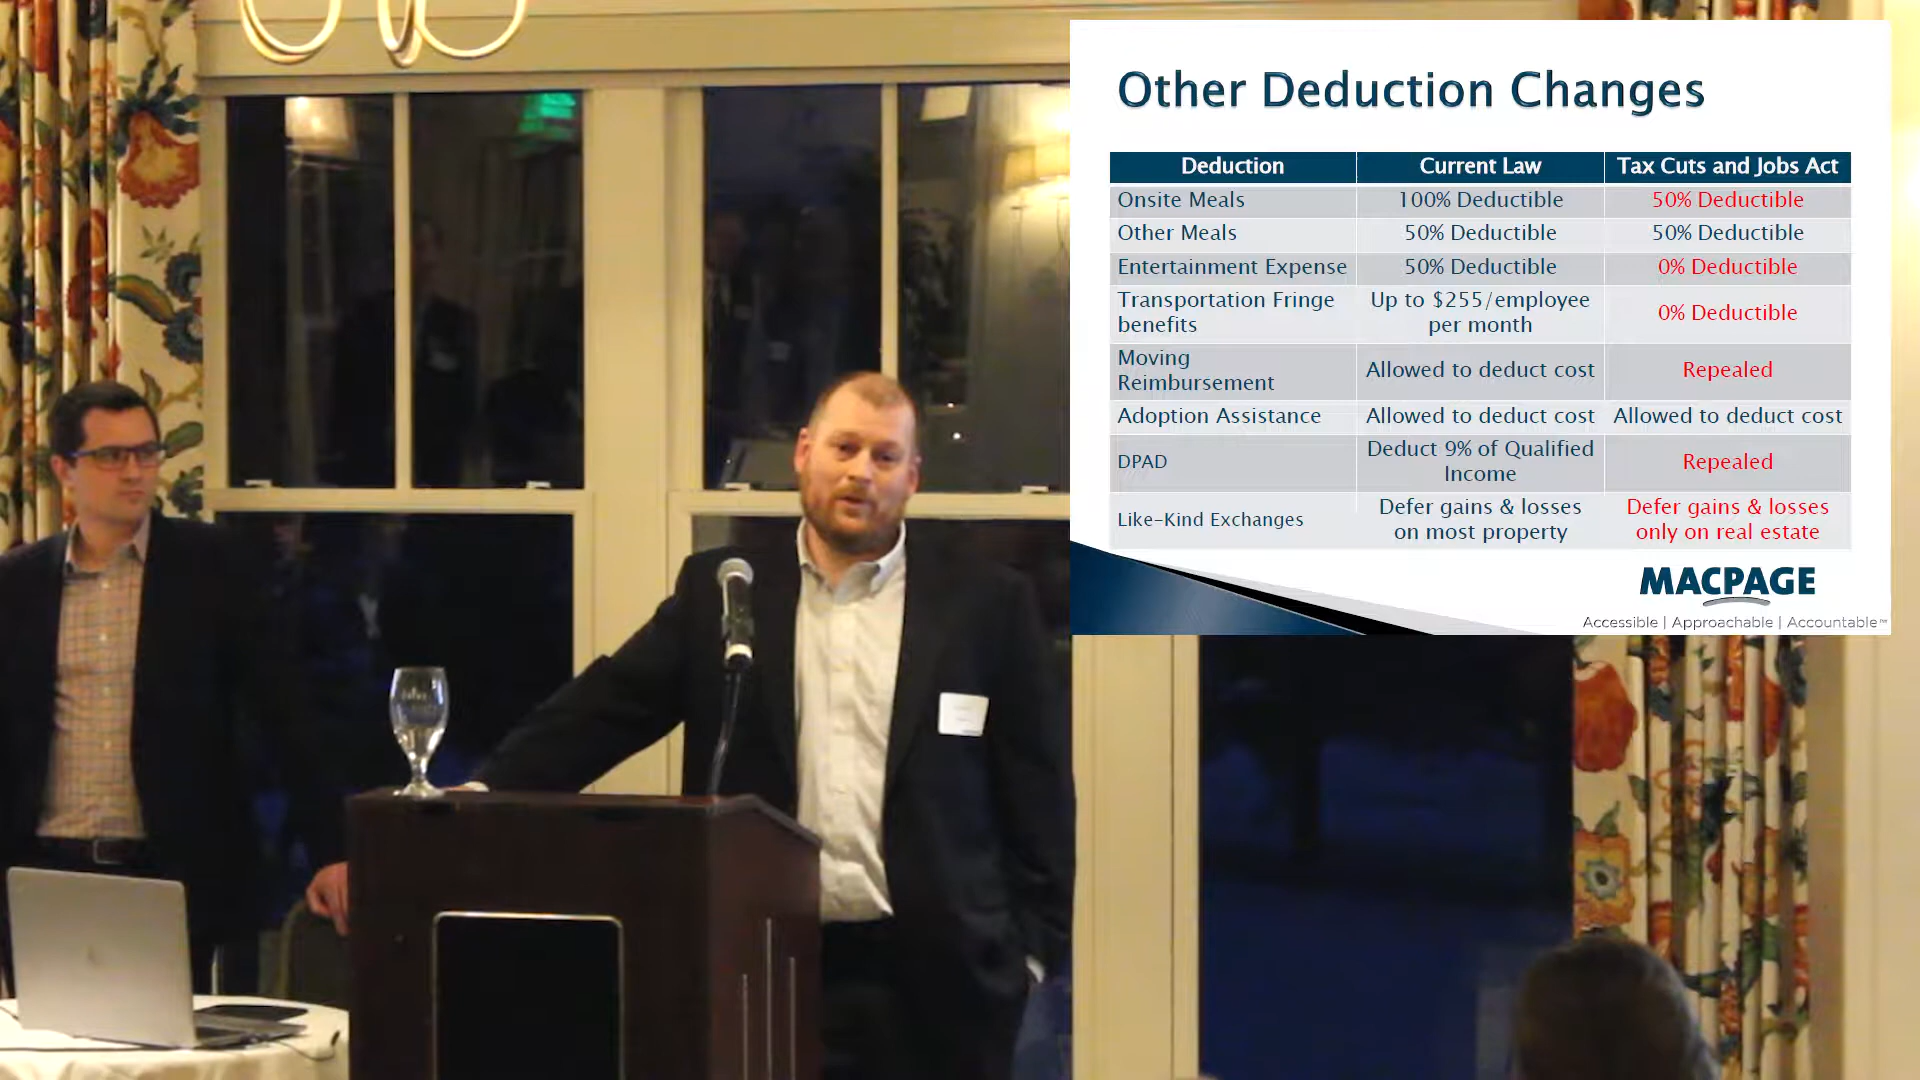 Other Deduction Changes
Deduction Current Law Tax Cuts and Jobs Act
Onsite Meals 100% Deductible 50% Deductible
Other Meals 50% Deductible 50% Deductible
Entertainment Expense 50% Deductible 0% Deductible
Transportation Fringe
benefits
Up to $255/employee
per month
0% Deductible
Moving
Reimbursement
Allowed to deduct cost
Repealed
Adoption Assistance Allowed to deduct cost Allowed to deduct cost
DPAD
Deduct 9% of Qualified
Income
Repealed
Like-Kind Exchanges
Defer gains & losses
on most property
Defer gains & losses
only on real estate
MACPAGE
Accessible | Approachable | Accountable™